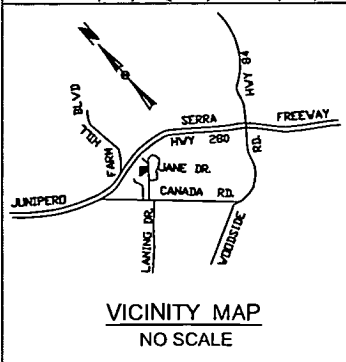 N
HWY 84
FARM HILL BLVD
SERRA FREEWAY
HWY 280
JANE DR.
JUNIPERO
CANADA RD.
LANING DR.
WOODSIDE RD.
VICINITY MAP
NO SCALE